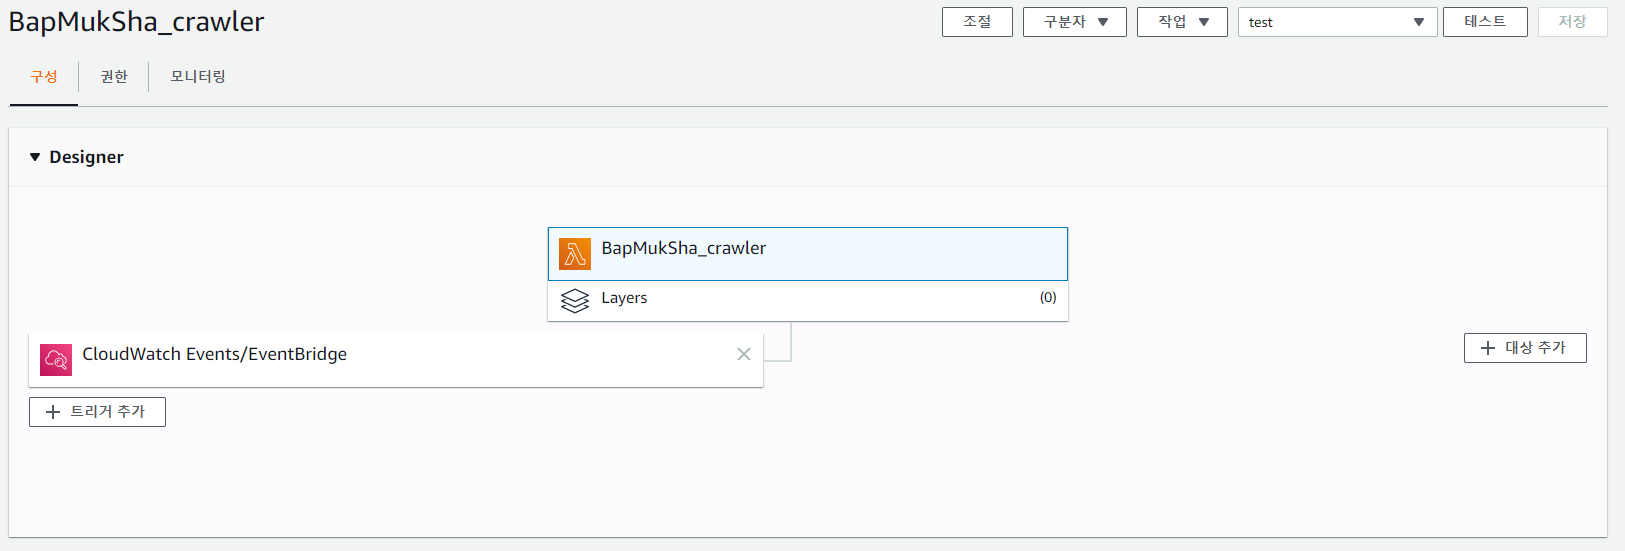 BapMukSha_crawler
조절
구분자
작업
test
테스트
저장
구성
권한
모니터링
Designer
BapMukSha_crawler
Layers
(0)
CloudWatch Events/EventBridge
대상 추가
트리거 추가